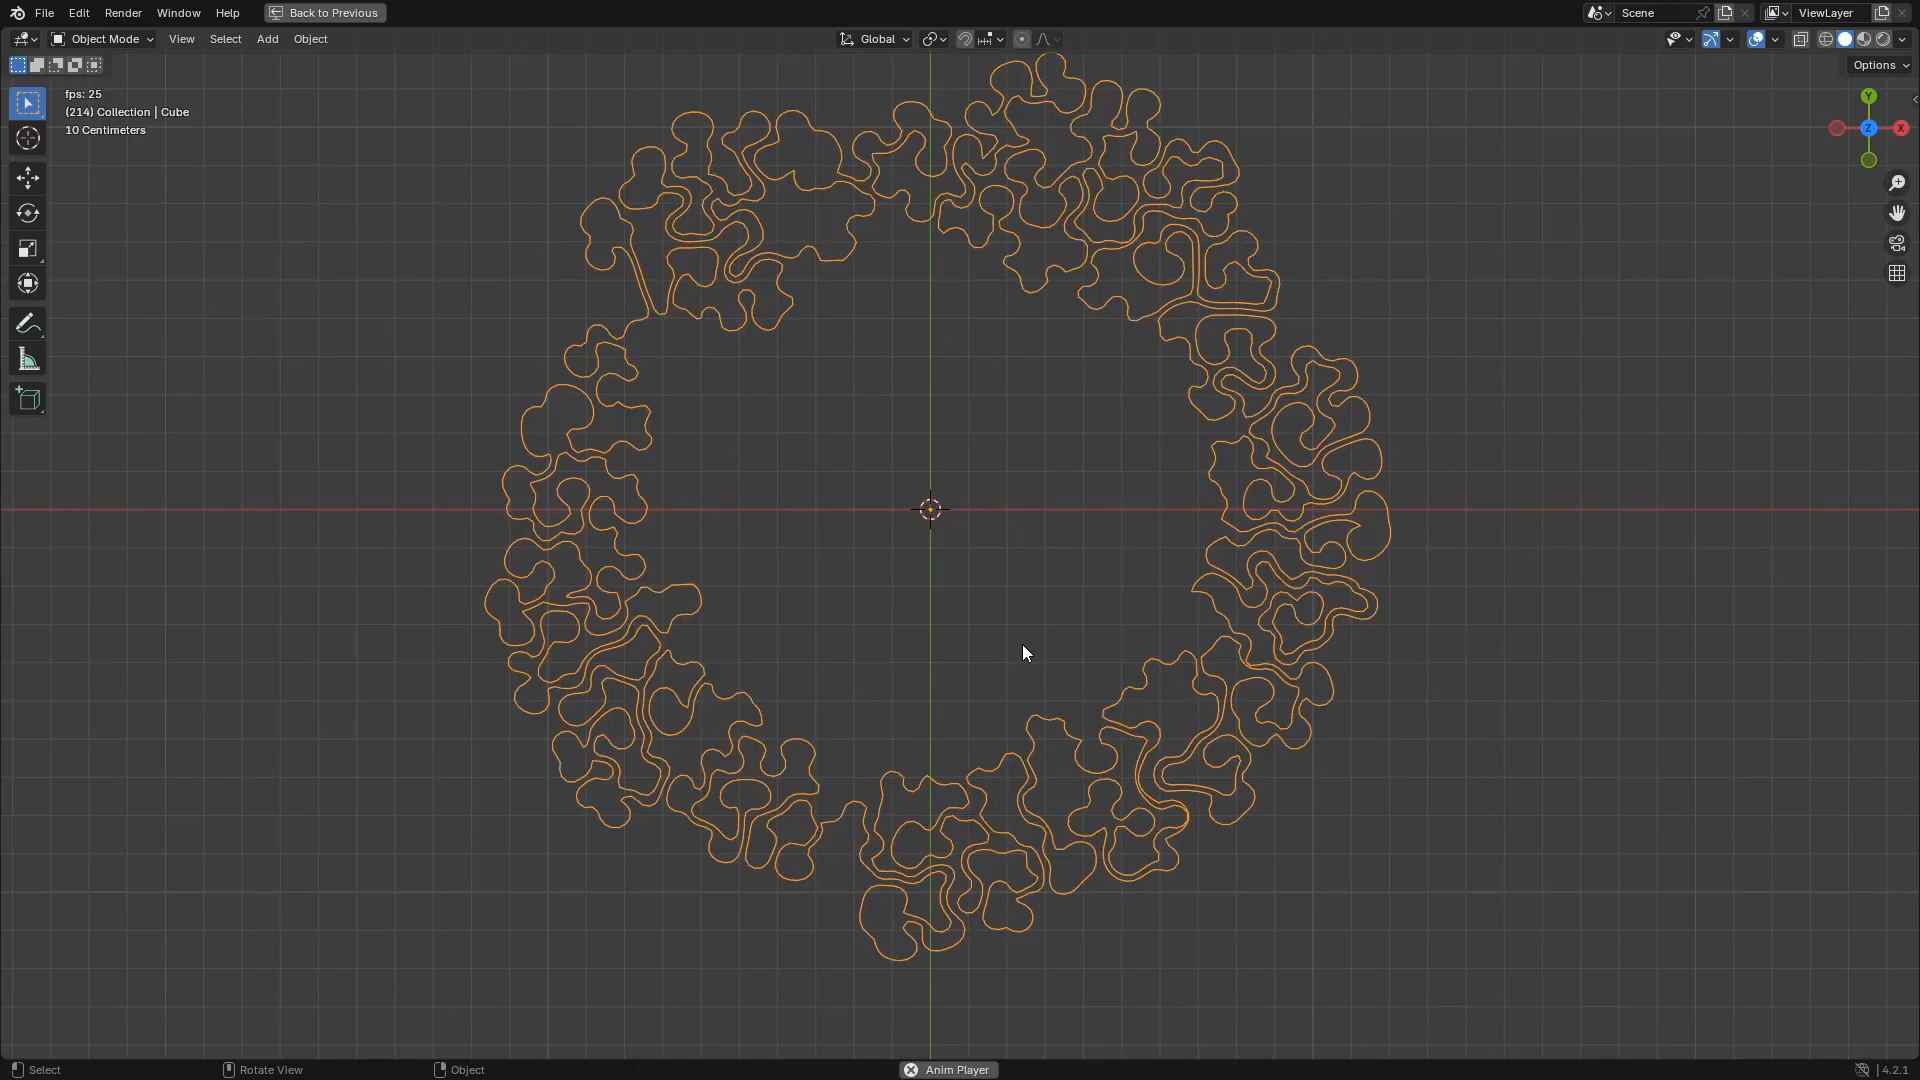 File Edit Render Window Help Back to Previous Scene ViewLayer
Object Mode View Select Add Object Global
Options
fps: 25
(214) Collection | Cube
10 Centimeters
Y
Z X
Select Rotate View Object Anim Player 4.2.1